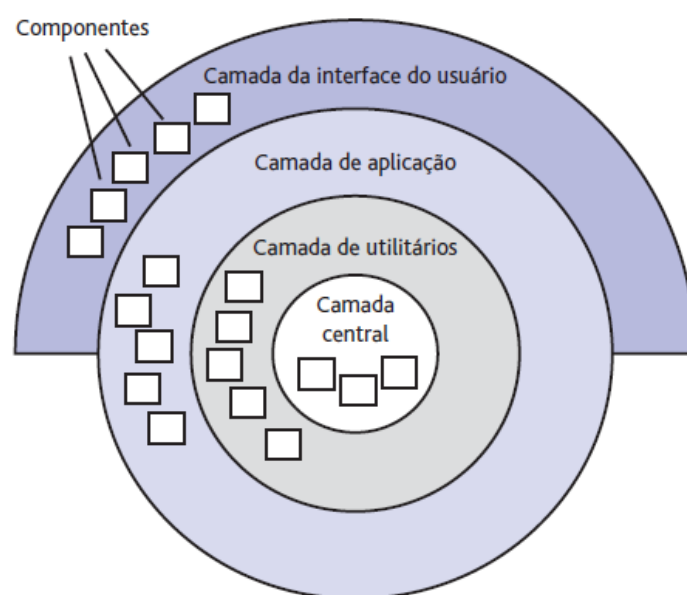 Componentes
Camada da interface do usuário
Camada de aplicação
Camada de utilitários
Camada
central